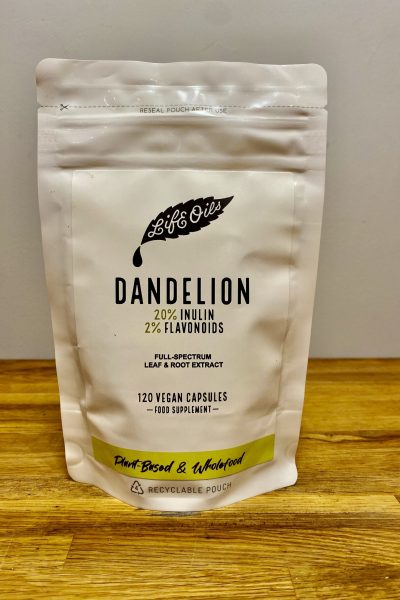 RESEAL POUCH AFTER USE
Life Oils
DANDELION
20% INULIN
2% FLAVONOIDS
FULL-SPECTRUM
LEAF & ROOT EXTRACT
120 VEGAN CAPSULES
— FOOD SUPPLEMENT —
Plant-Based & Wholefood
4 RECYCLABLE POUCH